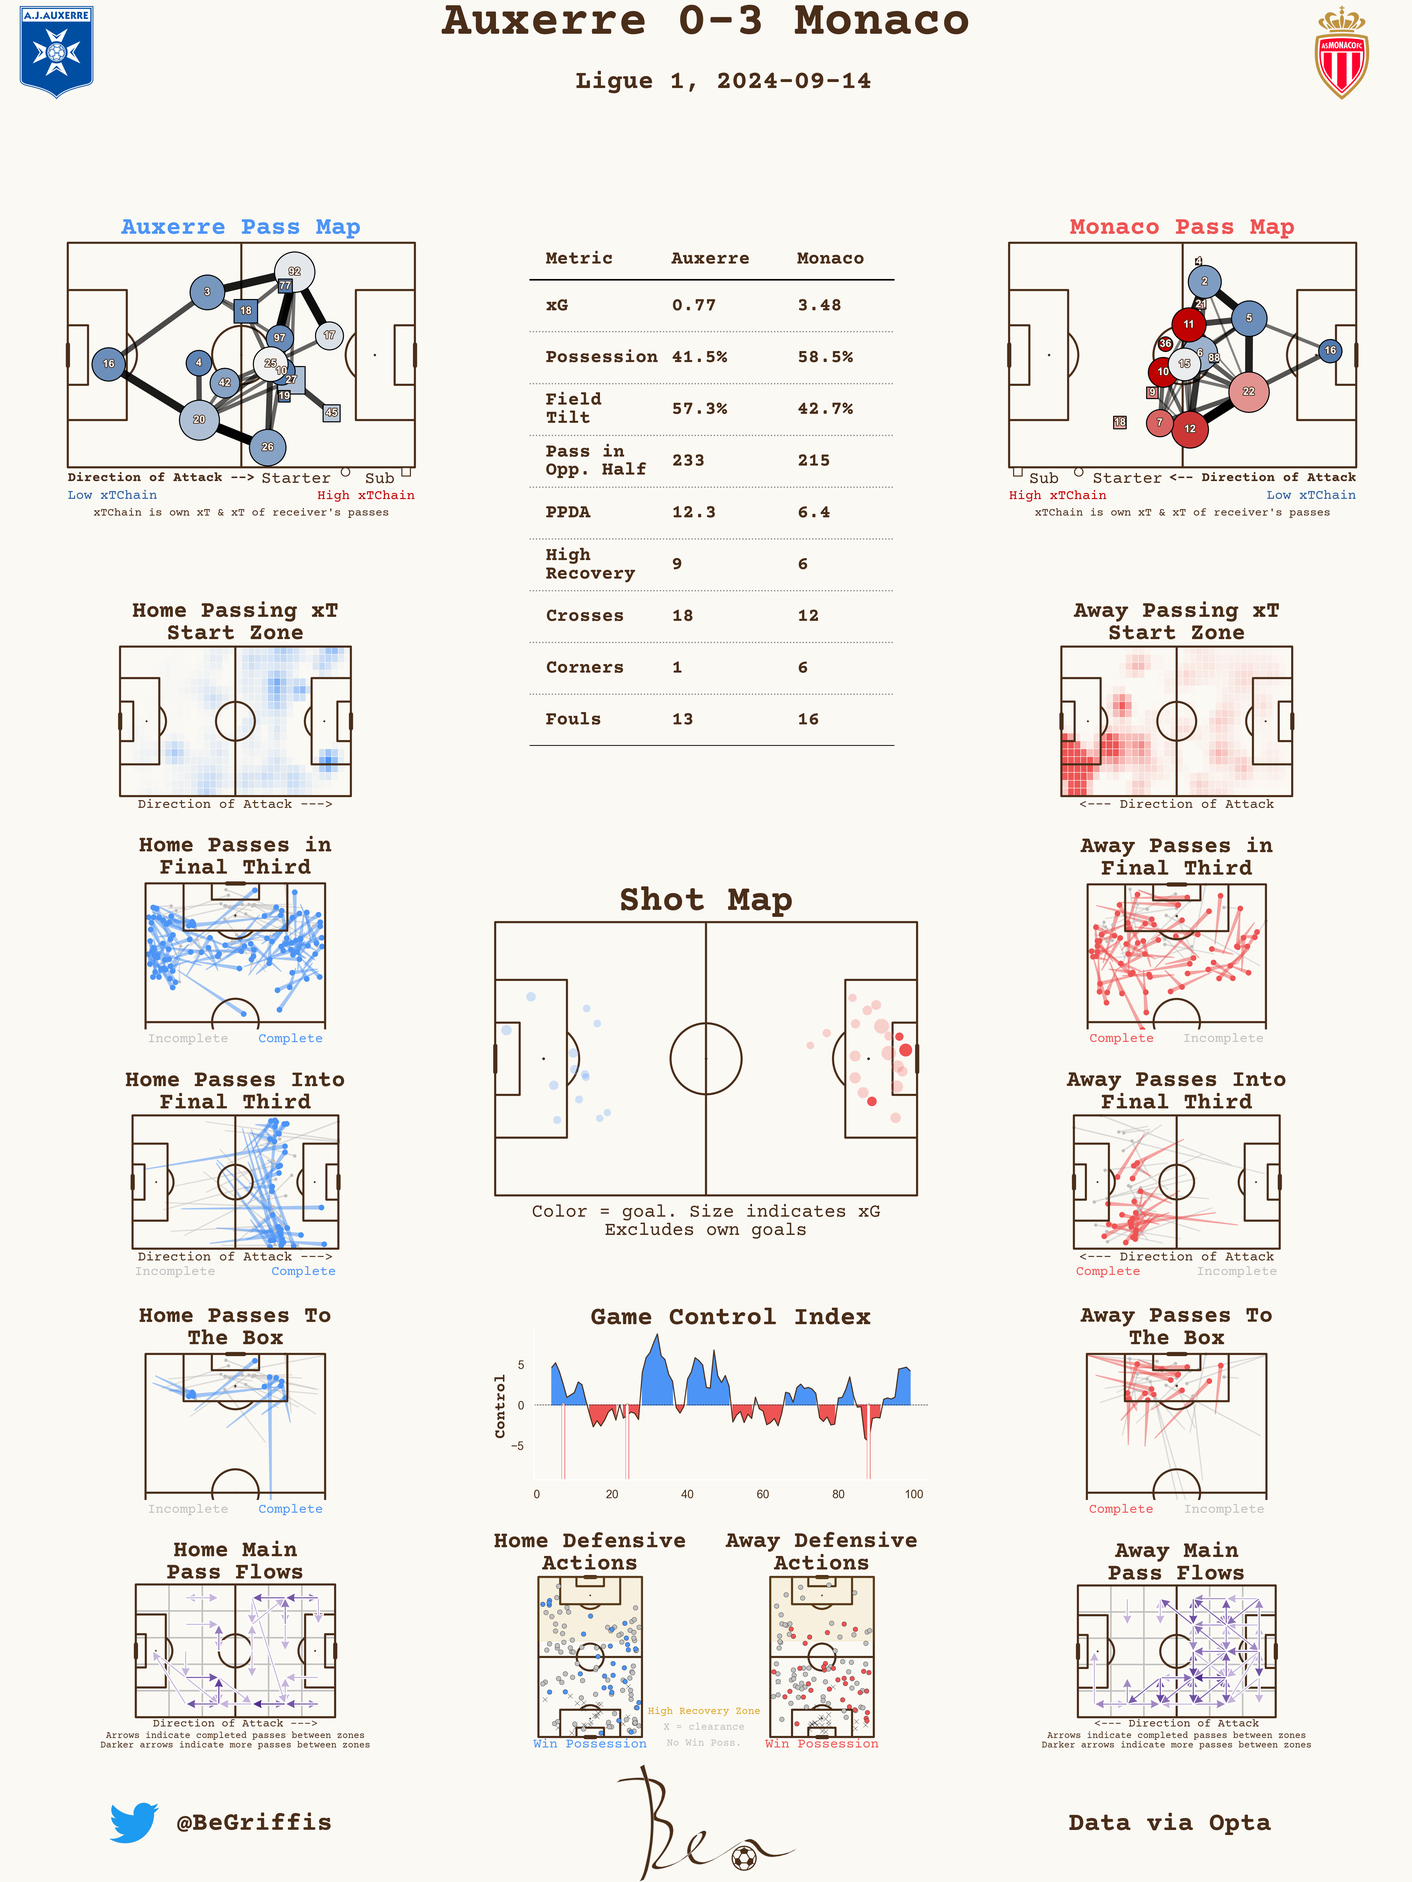 Auxerre 0-3 Monaco
Ligue 1, 2024-09-14
A.J.AUXERRE
ASMONACOFC
Auxerre Pass Map
92
3
77
18
97
17
16
4
25
10
42
27
19
20
45
26
Direction of Attack --> Starter Sub
Low xTChain High xTChain
xTChain is own xT & xT of receiver's passes
Metric Auxerre Monaco
xG 0.77 3.48
Possession 41.5% 58.5%
Field
Tilt 57.3% 42.7%
Pass in
Opp. Half 233 215
PPDA 12.3 6.4
High
Recovery 9 6
Crosses 18 12
Corners 1 6
Fouls 13 16
Monaco Pass Map
4
2
21
11
5
36
6
88
15
16
10
9
22
18
7
12
Sub Starter <-- Direction of Attack
High xTChain Low xTChain
xTChain is own xT & xT of receiver's passes
Home Passing xT
Start Zone
Direction of Attack --->
Away Passing xT
Start Zone
<--- Direction of Attack
Home Passes in
Final Third
Incomplete Complete
Shot Map
Color = goal. Size indicates xG
Excludes own goals
Away Passes in
Final Third
Complete Incomplete
Home Passes Into
Final Third
Direction of Attack --->
Incomplete Complete
Away Passes Into
Final Third
<--- Direction of Attack
Complete Incomplete
Home Passes To
The Box
Incomplete Complete
Game Control Index
Control
5
0
−5
0 20 40 60 80 100
Away Passes To
The Box
Complete Incomplete
Home Main
Pass Flows
Direction of Attack --->
Arrows indicate completed passes between zones
Darker arrows indicate more passes between zones
Home Defensive
Actions
Win Possession
Away Defensive
Actions
Win Possession
High Recovery Zone
X = clearance
No Win Poss.
Away Main
Pass Flows
<--- Direction of Attack
Arrows indicate completed passes between zones
Darker arrows indicate more passes between zones
@BeGriffis
Ben
Data via Opta